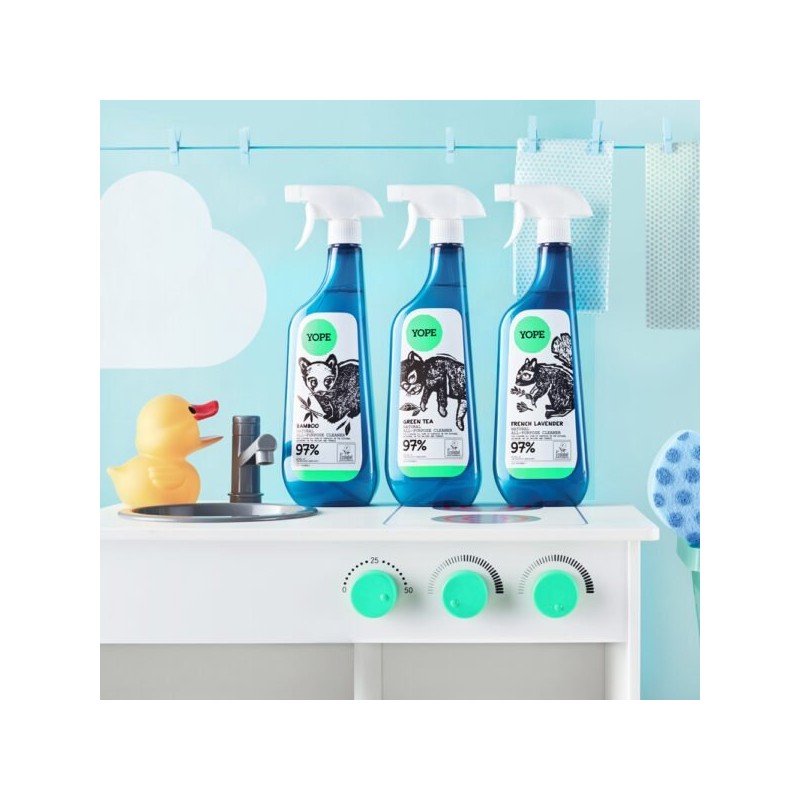 YOPE
BAMBOO
NATURAL
ALL-PURPOSE CLEANER
97%
YOPE
GREEN TEA
NATURAL
ALL-PURPOSE CLEANER
97%
YOPE
FRENCH LAVENDER
NATURAL
ALL-PURPOSE CLEANER
97%
0 25 50